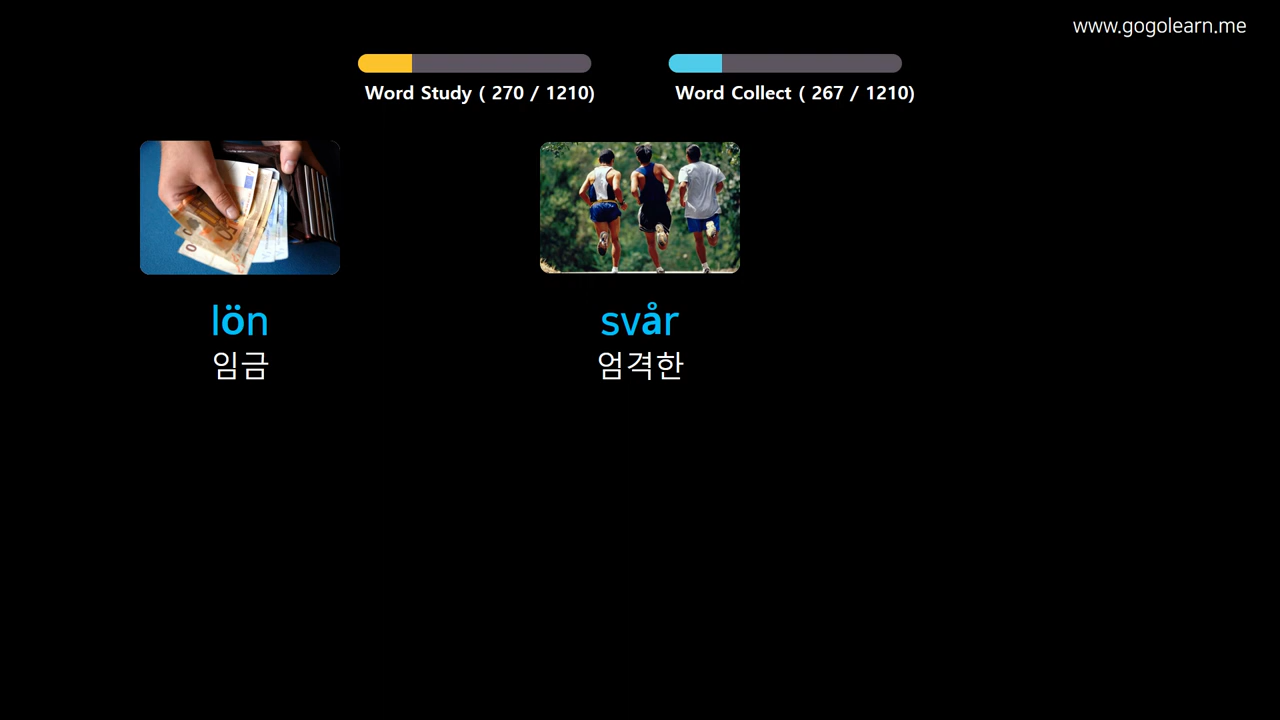 www.gogolearn.me
Word Study ( 270 / 1210)
Word Collect ( 267 / 1210)
lön
임금
svår
엄격한